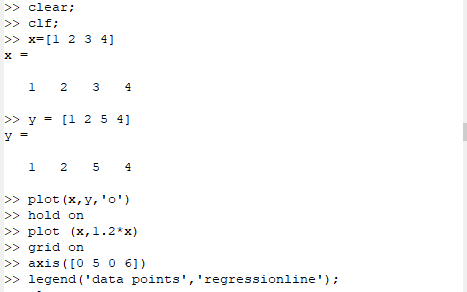 >> clear;
>> clf;
>> x=[1 2 3 4]
x =
1 2 3 4
>> y = [1 2 5 4]
y =
1 2 5 4
>> plot(x,y,'o')
>> hold on
>> plot (x,1.2*x)
>> grid on
>> axis([0 5 0 6])
>> legend('data points','regressionline');